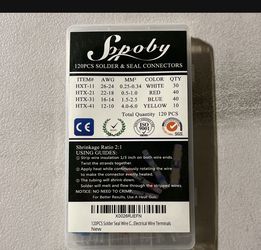 Sopoby
120PCS SOLDER & SEAL CONNECTORS
ITEM# AWG MM² COLOR QTY
HXT-11 26-24 0.25-0.34 WHITE 30
HTX-21 22-18 0.5-1.0 RED 40
HTX-31 16-14 1.5-2.5 BLUE 40
HTX-41 12-10 4.0-6.0 YELLOW 10
Total Quantity 120 PCS
CE
Shrinkage Ratio 2:1
USING GUIDES:
Strip wire insulation 1/3 inch on both wire ends
Twist the strands together
Apply heat while continuously rotating the wire
to make the connector evenly heated.
The tubing will shrink down
Solder will melt and flow through the stranded wires.
NOTICE: NO NEED TO CRIMP.
For Better Results, Use A Heat Gun.
120PCS Solder Seal Wire C... Electrical Wire Terminals
New